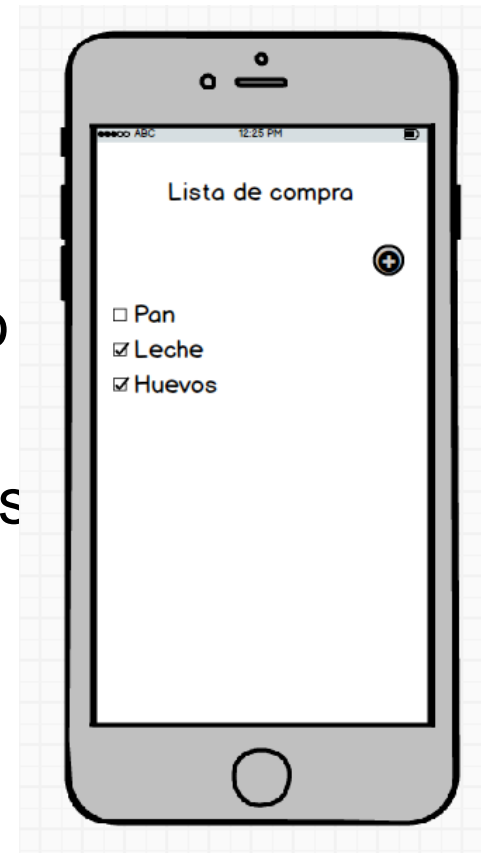 ABC 12:25 PM
Lista de compra
Pan
Leche
Huevos
o
s